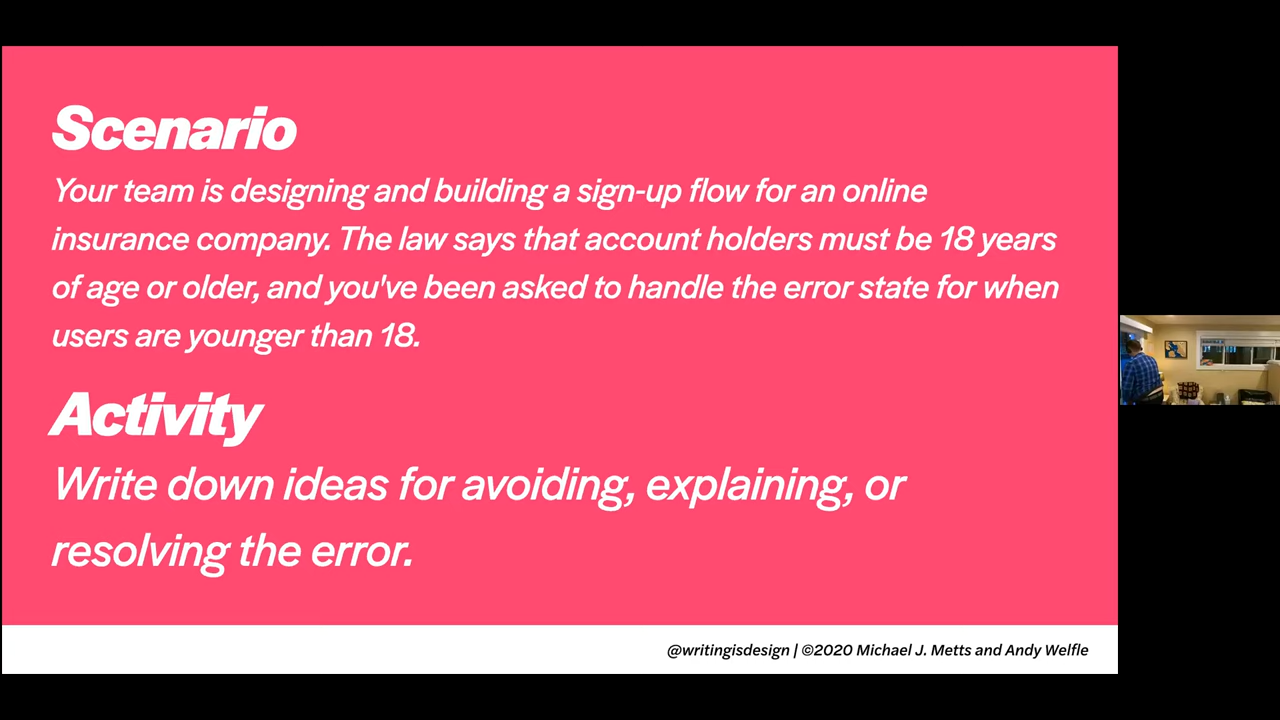 Scenario
Your team is designing and building a sign-up flow for an online
insurance company. The law says that account holders must be 18 years
of age or older, and you've been asked to handle the error state for when
users are younger than 18.
Activity
Write down ideas for avoiding, explaining, or
resolving the error.
@writingisdesign | ©2020 Michael J. Metts and Andy Welfle